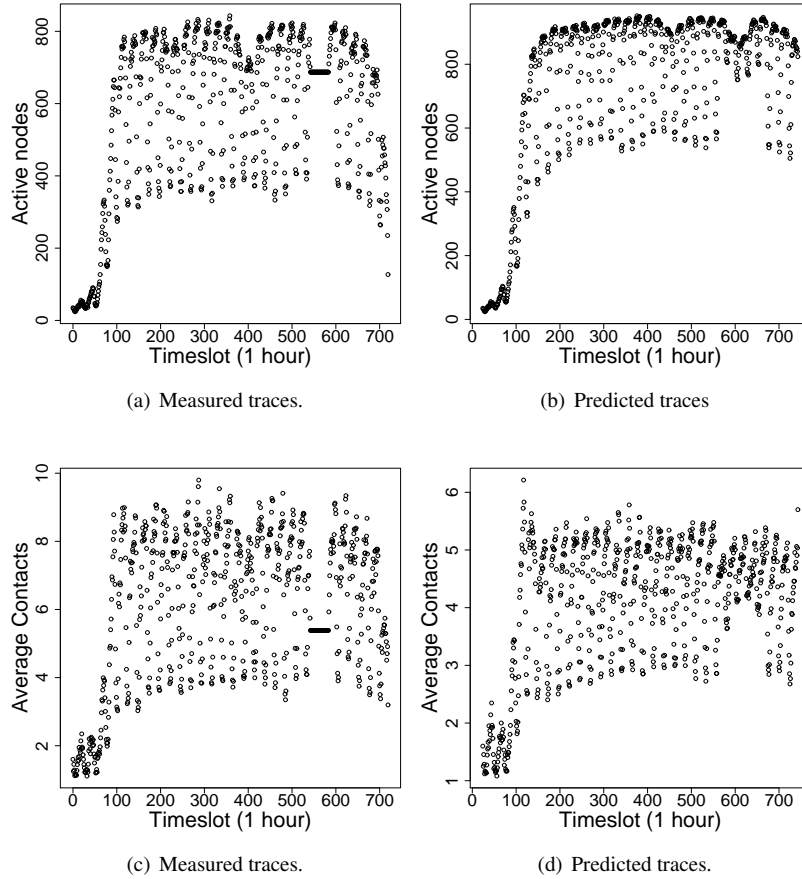 Active nodes
800
600
400
200
0
0 100 200 300 400 500 600 700
Timeslot (1 hour)
(a) Measured traces.
Active nodes
800
600
400
200
0
0 100 200 300 400 500 600 700
Timeslot (1 hour)
(b) Predicted traces
Average Contacts
10
8
6
4
2
0 100 200 300 400 500 600 700
Timeslot (1 hour)
(c) Measured traces.
Average Contacts
6
5
4
3
2
1
0 100 200 300 400 500 600 700
Timeslot (1 hour)
(d) Predicted traces.